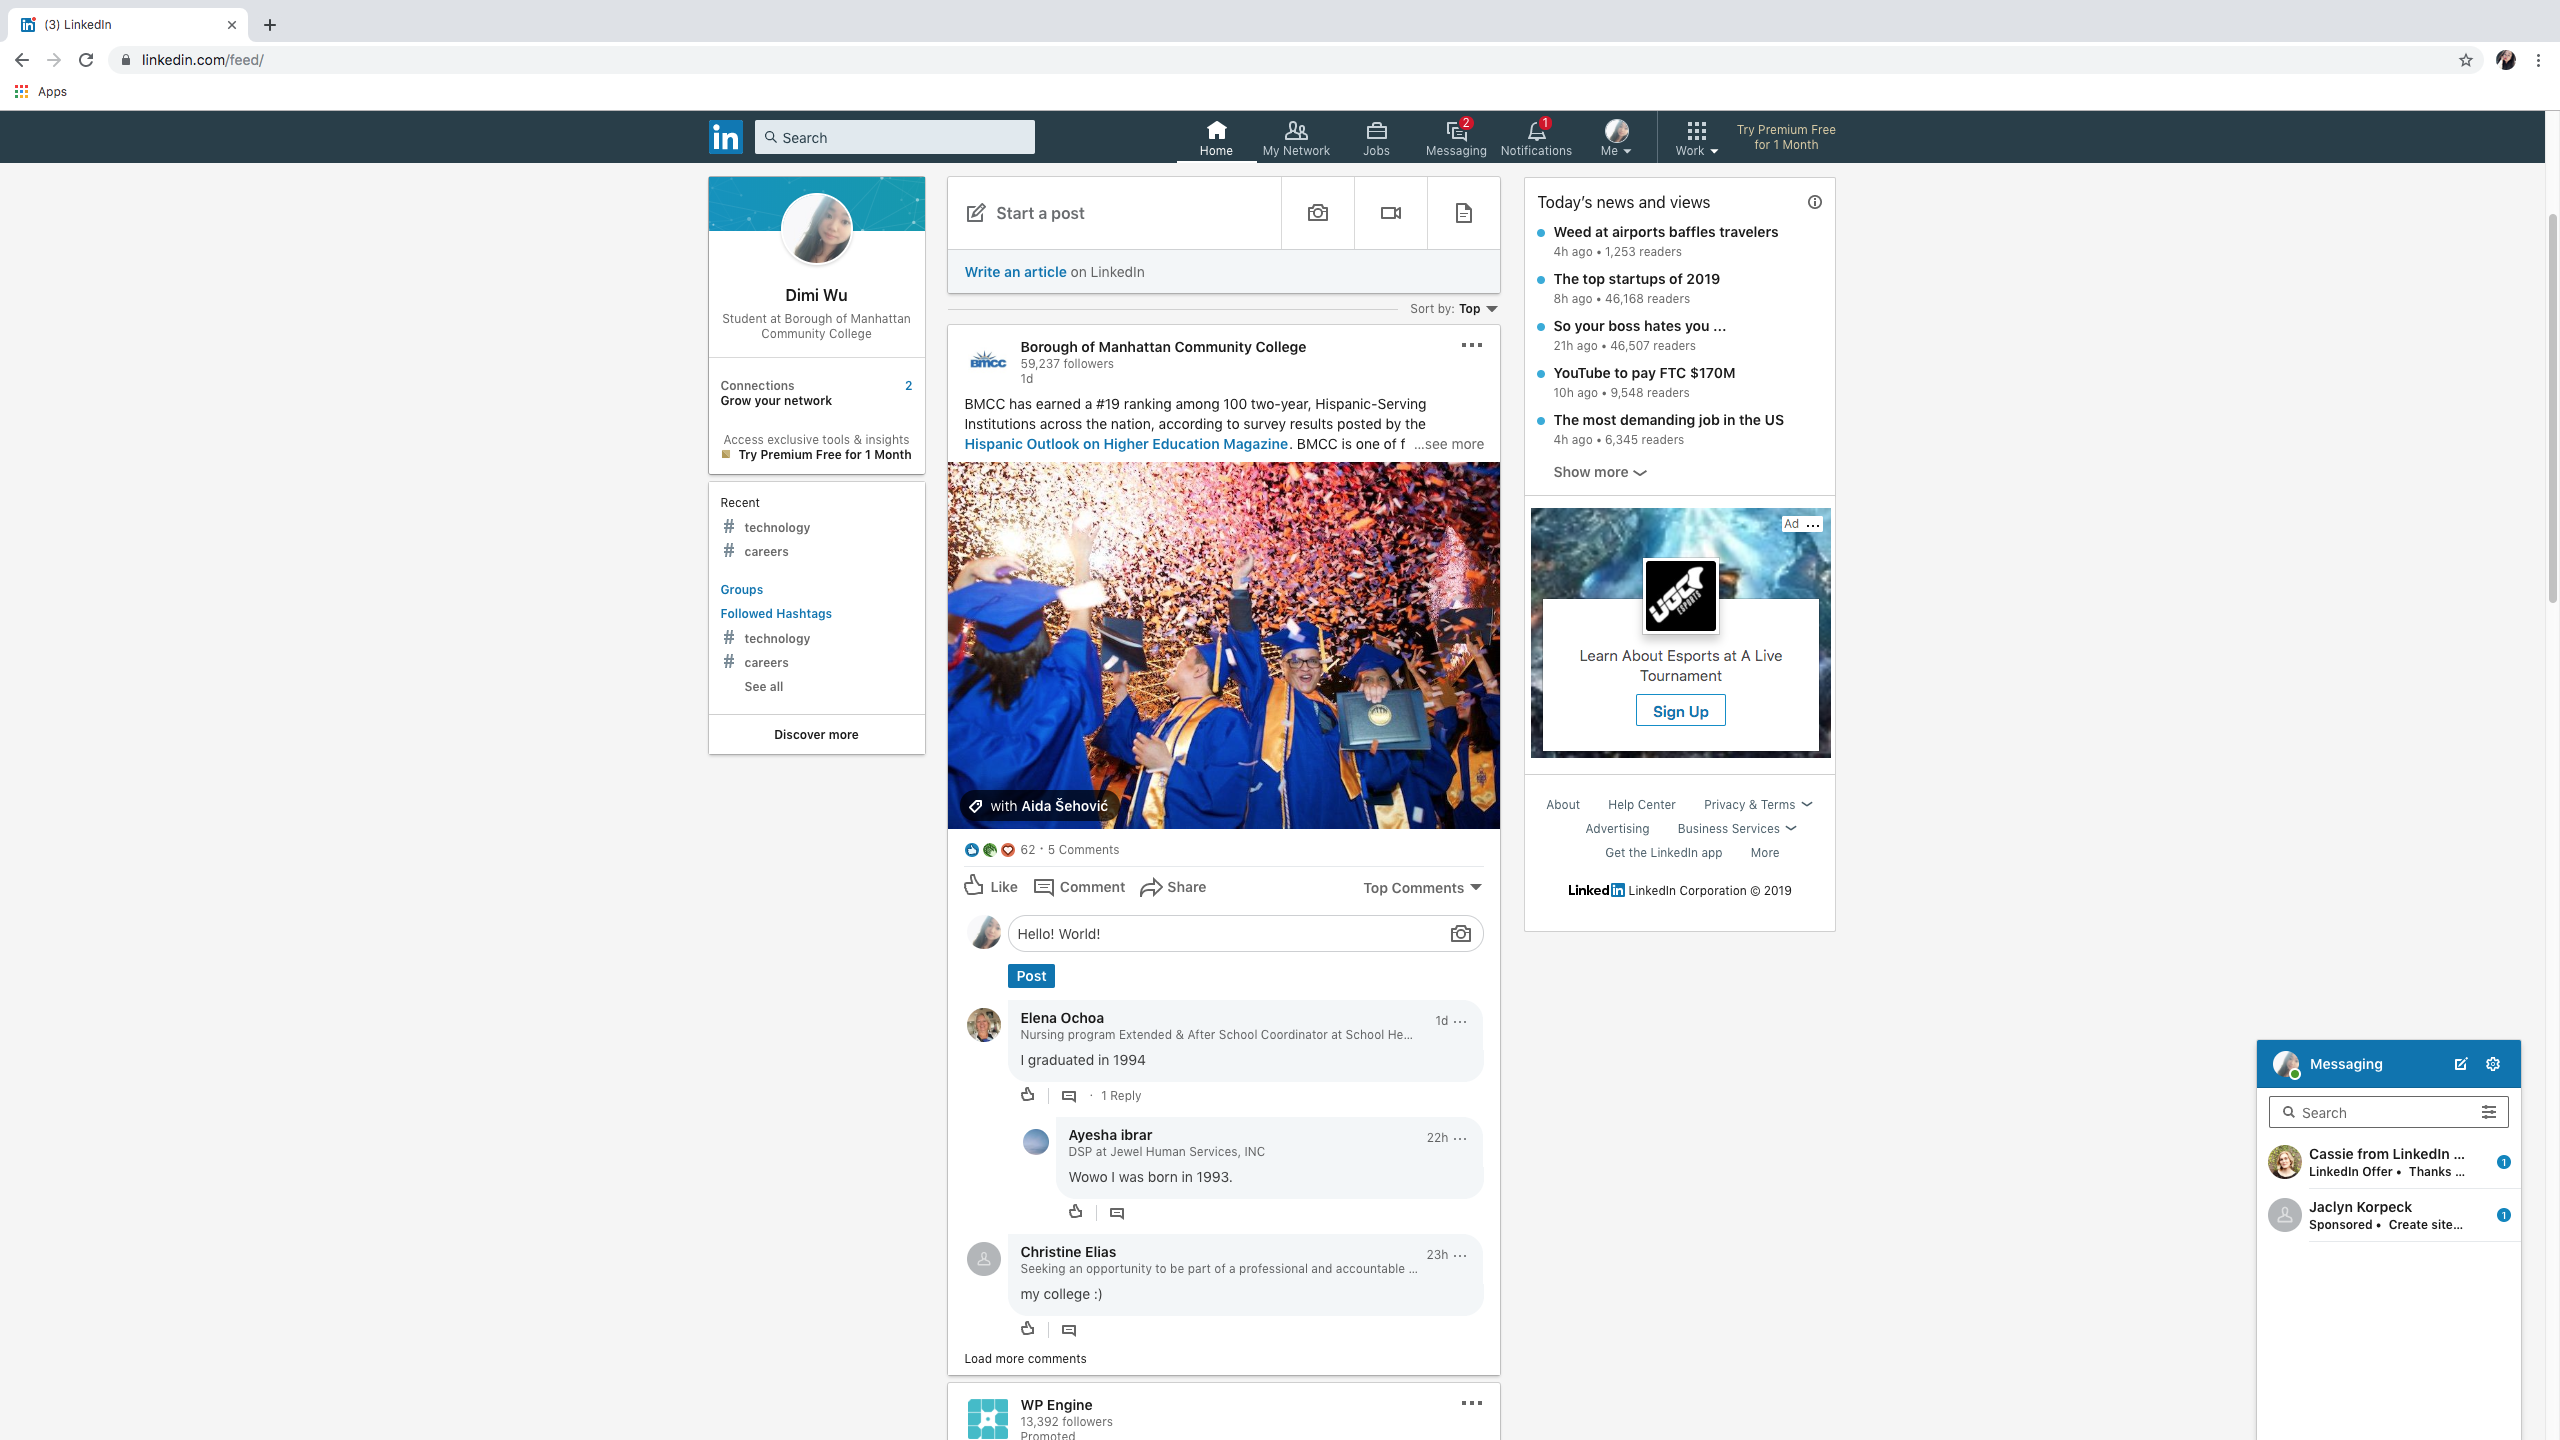 (3) LinkedIn
linkedin.com/feed/
Apps
in
Search
Home
My Network
Jobs
2
Messaging
1
Notifications
Me
Work
Try Premium Free
for 1 Month
Dimi Wu
Student at Borough of Manhattan
Community College
Connections 2
Grow your network
Access exclusive tools & insights
Try Premium Free for 1 Month
Recent
# technology
# careers
Groups
Followed Hashtags
# technology
# careers
See all
Discover more
Start a post
Write an article on LinkedIn
Sort by: Top
BMCC
Borough of Manhattan Community College
59,237 followers
1d
BMCC has earned a #19 ranking among 100 two-year, Hispanic-Serving
Institutions across the nation, according to survey results posted by the
Hispanic Outlook on Higher Education Magazine. BMCC is one of f ...see more
with Aida Šehović
62 · 5 Comments
Like Comment Share Top Comments
Hello! World!
Post
Elena Ochoa 1d ...
Nursing program Extended & After School Coordinator at School He...
I graduated in 1994
· 1 Reply
Ayesha ibrar 22h ...
DSP at Jewel Human Services, INC
Wowo I was born in 1993.
Christine Elias 23h ...
Seeking an opportunity to be part of a professional and accountable ...
my college :)
Load more comments
WP Engine
13,392 followers
Promoted
Today's news and views
Weed at airports baffles travelers
4h ago • 1,253 readers
The top startups of 2019
8h ago • 46,168 readers
So your boss hates you ...
21h ago • 46,507 readers
YouTube to pay FTC $170M
10h ago • 9,548 readers
The most demanding job in the US
4h ago • 6,345 readers
Show more
Ad ...
UGC
ESPORTS
Learn About Esports at A Live
Tournament
Sign Up
About Help Center Privacy & Terms
Advertising Business Services
Get the LinkedIn app More
Linked in LinkedIn Corporation © 2019
Messaging
Search
Cassie from LinkedIn ...
LinkedIn Offer • Thanks ... 1
Jaclyn Korpeck
Sponsored • Create site... 1